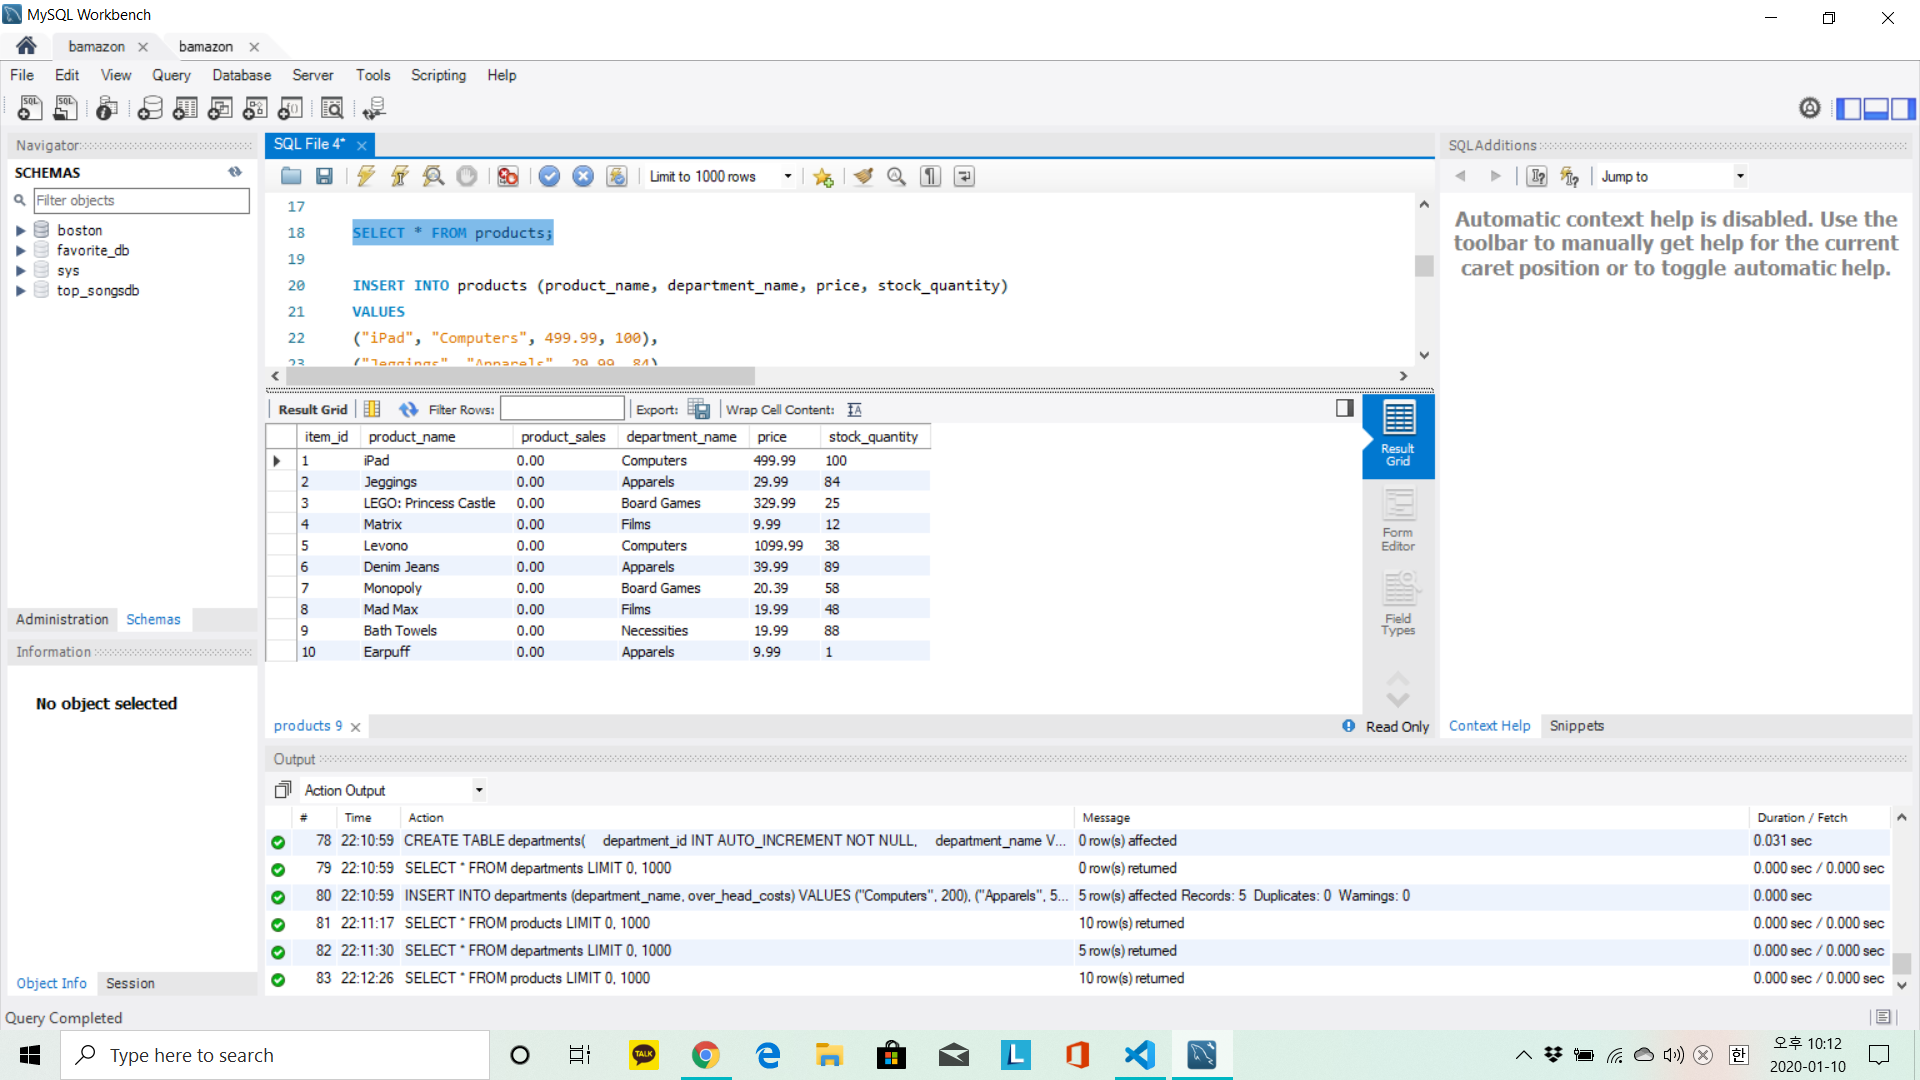 MySQL Workbench
bamazon
bamazon
File Edit View Query Database Server Tools Scripting Help
Navigator
SCHEMAS
Filter objects
boston
favorite_db
sys
top_songsdb
Administration Schemas
Information
No object selected
Object Info Session
SQL File 4*
Limit to 1000 rows
17
18 SELECT * FROM products;
19
20 INSERT INTO products (product_name, department_name, price, stock_quantity)
21 VALUES
22 ("iPad", "Computers", 499.99, 100),
23 ("Jeggings", "Apparels", 29.99, 84)
Result Grid Filter Rows: Export: Wrap Cell Content:
item_id product_name product_sales department_name price stock_quantity
1 iPad 0.00 Computers 499.99 100
2 Jeggings 0.00 Apparels 29.99 84
3 LEGO: Princess Castle 0.00 Board Games 329.99 25
4 Matrix 0.00 Films 9.99 12
5 Levono 0.00 Computers 1099.99 38
6 Denim Jeans 0.00 Apparels 39.99 89
7 Monopoly 0.00 Board Games 20.39 58
8 Mad Max 0.00 Films 19.99 48
9 Bath Towels 0.00 Necessities 19.99 88
10 Earpuff 0.00 Apparels 9.99 1
Result
Grid
Form
Editor
Field
Types
products 9
Read Only
SQLAdditions
Jump to
Automatic context help is disabled. Use the
toolbar to manually get help for the current
caret position or to toggle automatic help.
Context Help Snippets
Output
Action Output
# Time Action Message Duration / Fetch
78 22:10:59 CREATE TABLE departments( department_id INT AUTO_INCREMENT NOT NULL, department_name V... 0 row(s) affected 0.031 sec
79 22:10:59 SELECT * FROM departments LIMIT 0, 1000 0 row(s) returned 0.000 sec / 0.000 sec
80 22:10:59 INSERT INTO departments (department_name, over_head_costs) VALUES ("Computers", 200), ("Apparels", 5... 5 row(s) affected Records: 5 Duplicates: 0 Warnings: 0 0.000 sec
81 22:11:17 SELECT * FROM products LIMIT 0, 1000 10 row(s) returned 0.000 sec / 0.000 sec
82 22:11:30 SELECT * FROM departments LIMIT 0, 1000 5 row(s) returned 0.000 sec / 0.000 sec
83 22:12:26 SELECT * FROM products LIMIT 0, 1000 10 row(s) returned 0.000 sec / 0.000 sec
Query Completed
Type here to search
TALK
L
한
오후 10:12
2020-01-10